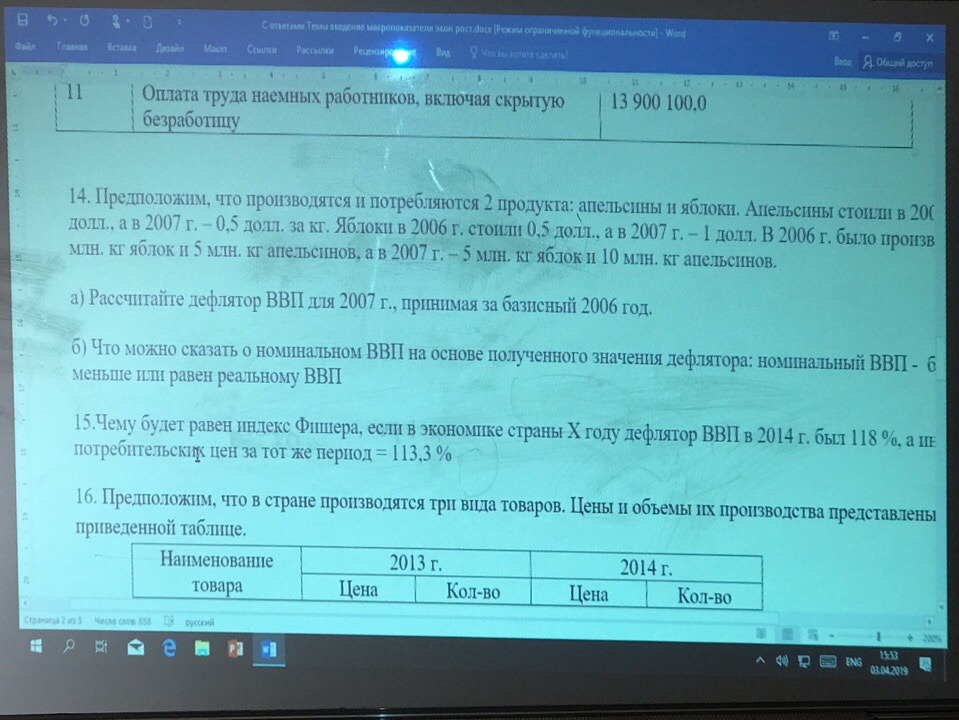 С ответами Темы введение макропоказатели экон рост.docx [Режим ограниченной функциональности] - Word
Файл Главная Вставка Дизайн Макет Ссылки Рассылки Рецензирование Вид Что вы хотите сделать? Вход Общий доступ
11 Оплата труда наемных работников, включая скрытую 13 900 100,0
безработицу
14. Предположим, что производятся и потребляются 2 продукта: апельсины и яблоки. Апельсины стоили в 200
долл., а в 2007 г. – 0,5 долл. за кг. Яблоки в 2006 г. стоили 0,5 долл., а в 2007 г. – 1 долл. В 2006 г. было произв
млн. кг яблок и 5 млн. кг апельсинов, а в 2007 г. – 5 млн. кг яблок и 10 млн. кг апельсинов.
а) Рассчитайте дефлятор ВВП для 2007 г., принимая за базисный 2006 год.
б) Что можно сказать о номинальном ВВП на основе полученного значения дефлятора: номинальный ВВП - б
меньше или равен реальному ВВП
15.Чему будет равен индекс Фишера, если в экономике страны Х году дефлятор ВВП в 2014 г. был 118 %, а ин
потребительских цен за тот же период = 113,3 %
16. Предположим, что в стране производятся три вида товаров. Цены и объемы их производства представлены
приведенной таблице.
Наименование 2013 г. 2014 г.
товара Цена Кол-во Цена Кол-во
Страница 2 из 3 Число слов: 658 русский 200%
ENG 15:53
03.04.2019